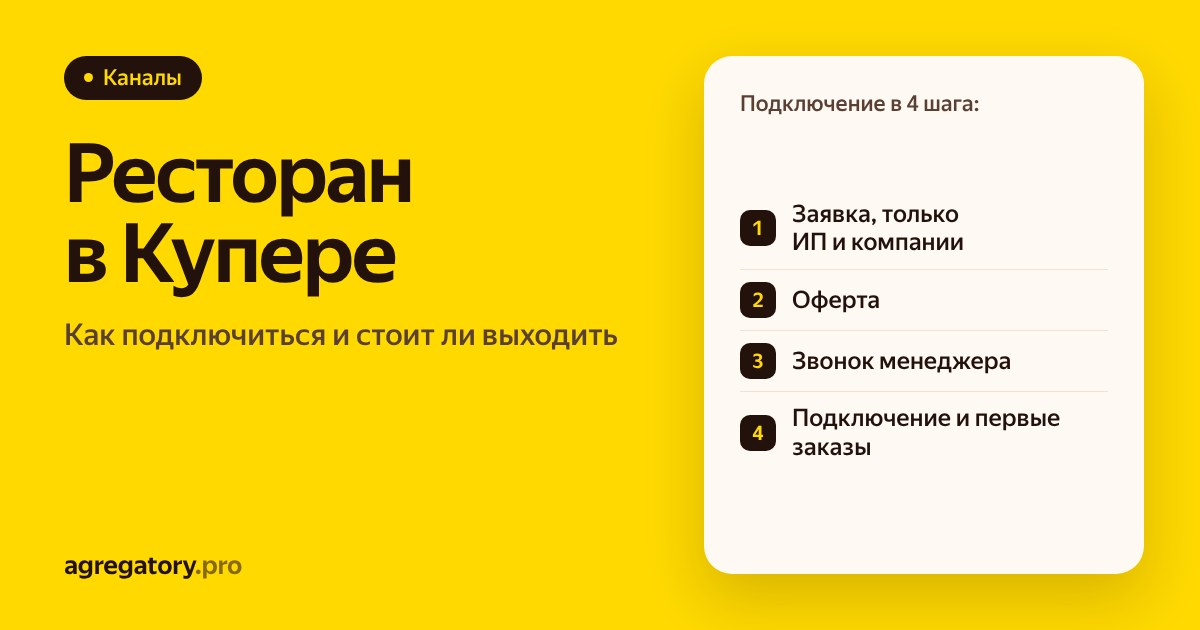 Каналы
Ресторан
в Купере
Как подключиться и стоит ли выходить
agregatory.pro
Подключение в 4 шага:
1 Заявка, только
ИП и компании
2 Оферта
3 Звонок менеджера
4 Подключение и первые
заказы